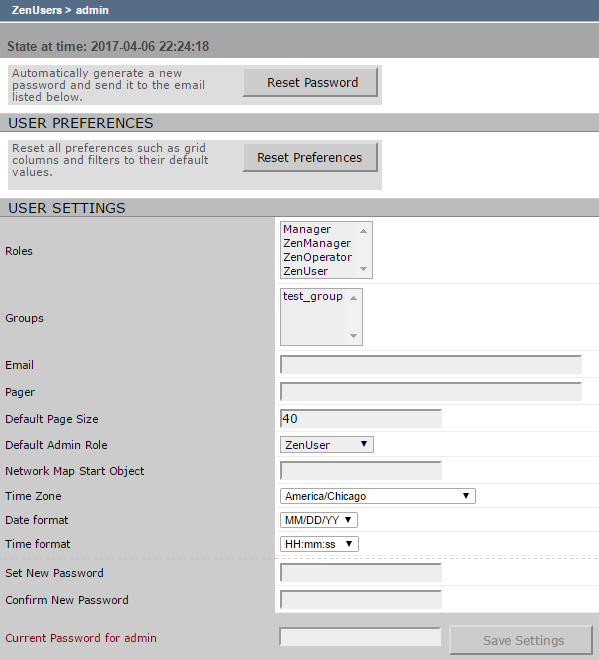 ZenUsers > admin
State at time: 2017-04-06 22:24:18
Automatically generate a new
password and send it to the email
listed below.
Reset Password
USER PREFERENCES
Reset all preferences such as grid
columns and filters to their default
values.
Reset Preferences
USER SETTINGS
Roles
Manager
ZenManager
ZenOperator
ZenUser
Groups
test_group
Email
Pager
Default Page Size
40
Default Admin Role
ZenUser
Network Map Start Object
Time Zone
America/Chicago
Date format
MM/DD/YY
Time format
HH:mm:ss
Set New Password
Confirm New Password
Current Password for admin
Save Settings